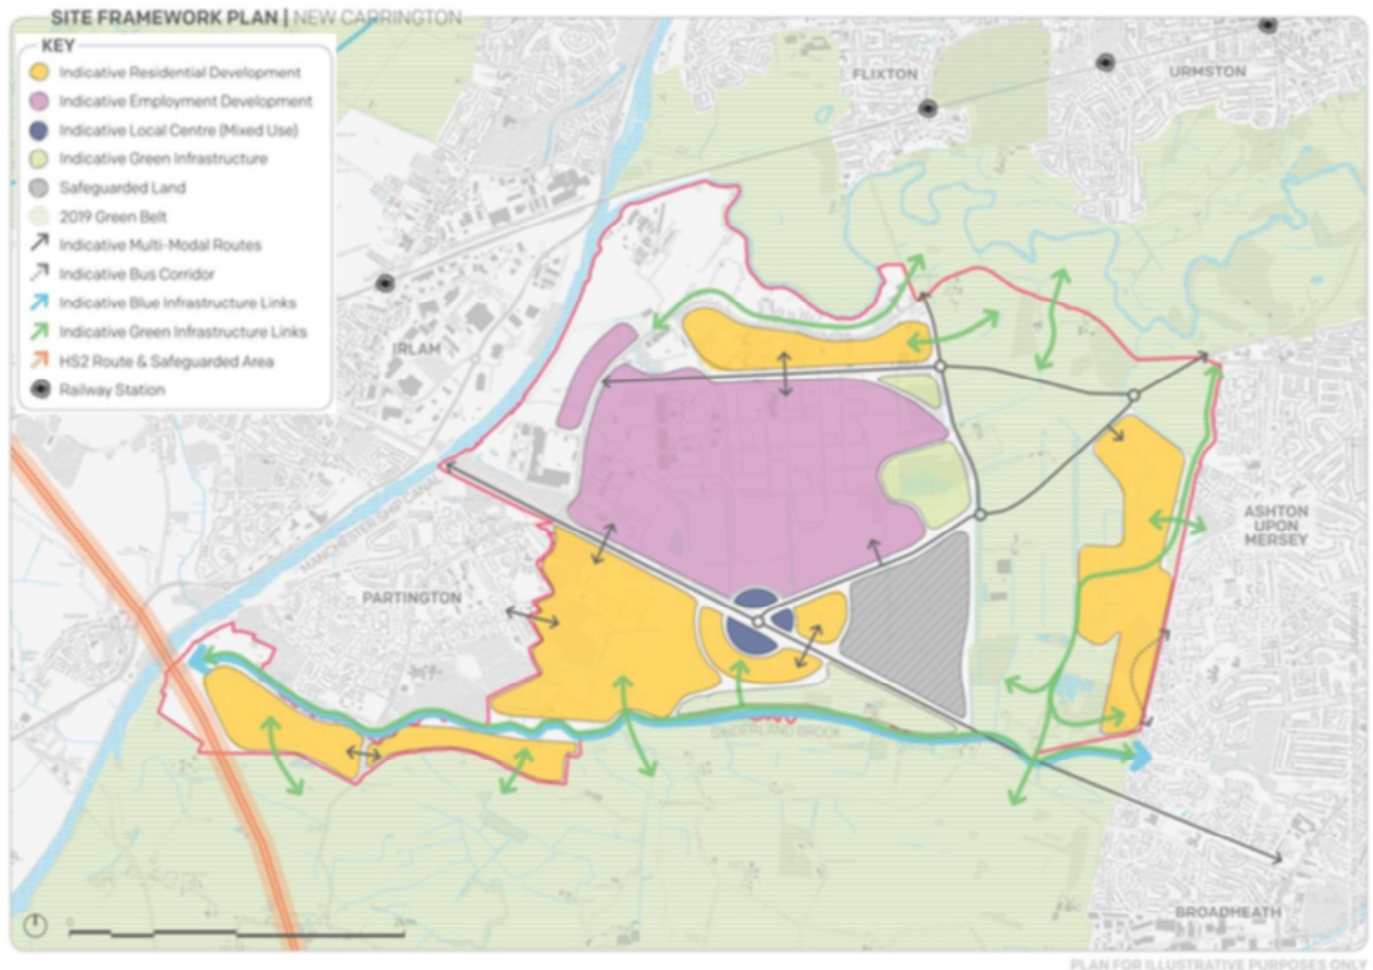 SITE FRAMEWORK PLAN | NEW CARRINGTON
KEY
Indicative Residential Development
Indicative Employment Development
Indicative Local Centre (Mixed Use)
Indicative Green Infrastructure
Safeguarded Land
2019 Green Belt
Indicative Multi-Modal Routes
Indicative Bus Corridor
Indicative Blue Infrastructure Links
Indicative Green Infrastructure Links
HS2 Route & Safeguarded Area
Railway Station
FLIXTON
URMSTON
IRLAM
MANCHESTER SHIP CANAL
ASHTON
UPON
MERSEY
PARTINGTON
SINDERLAND BROOK
BROADHEATH
0
PLAN FOR ILLUSTRATIVE PURPOSES ONLY